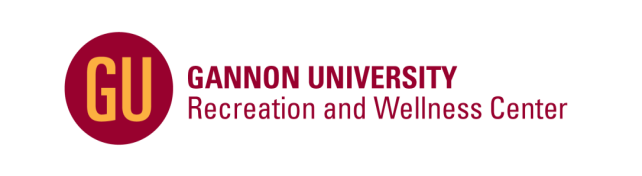 GU
GANNON UNIVERSITY
Recreation and Wellness Center